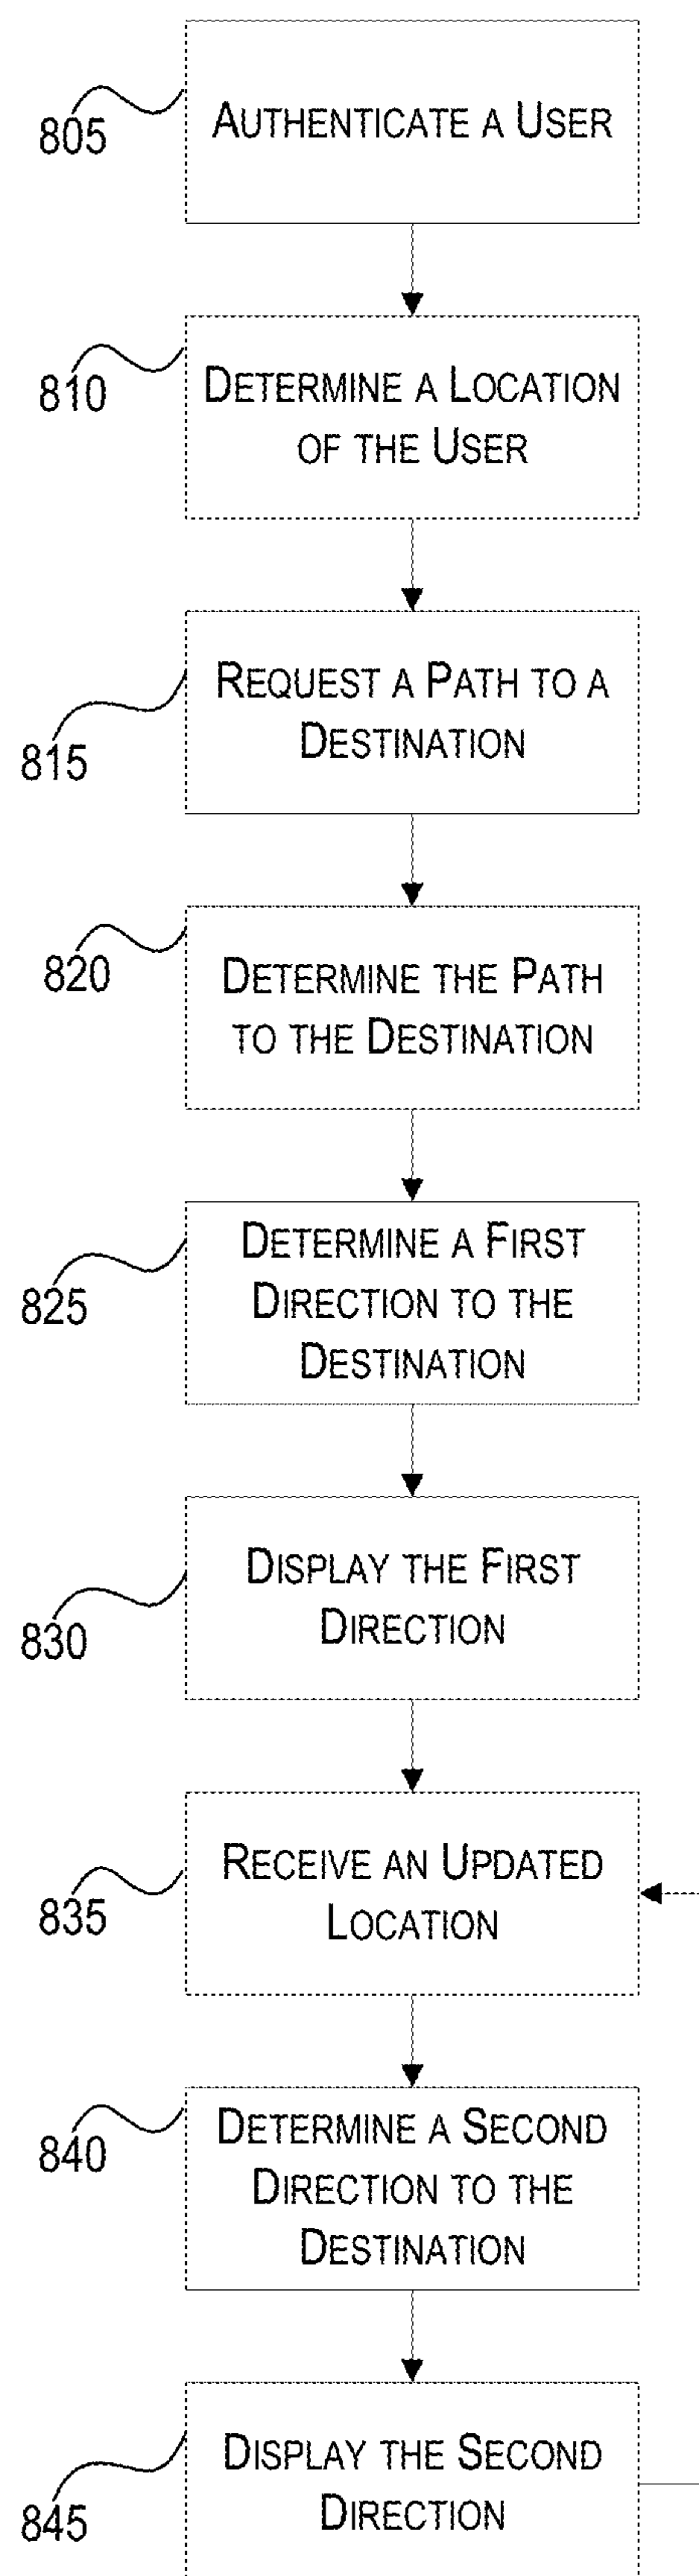 805
AUTHENTICATE A USER
810
DETERMINE A LOCATION
OF THE USER
815
REQUEST A PATH TO A
DESTINATION
820
DETERMINE THE PATH
TO THE DESTINATION
825
DETERMINE A FIRST
DIRECTION TO THE
DESTINATION
830
DISPLAY THE FIRST
DIRECTION
835
RECEIVE AN UPDATED
LOCATION
840
DETERMINE A SECOND
DIRECTION TO THE
DESTINATION
845
DISPLAY THE SECOND
DIRECTION